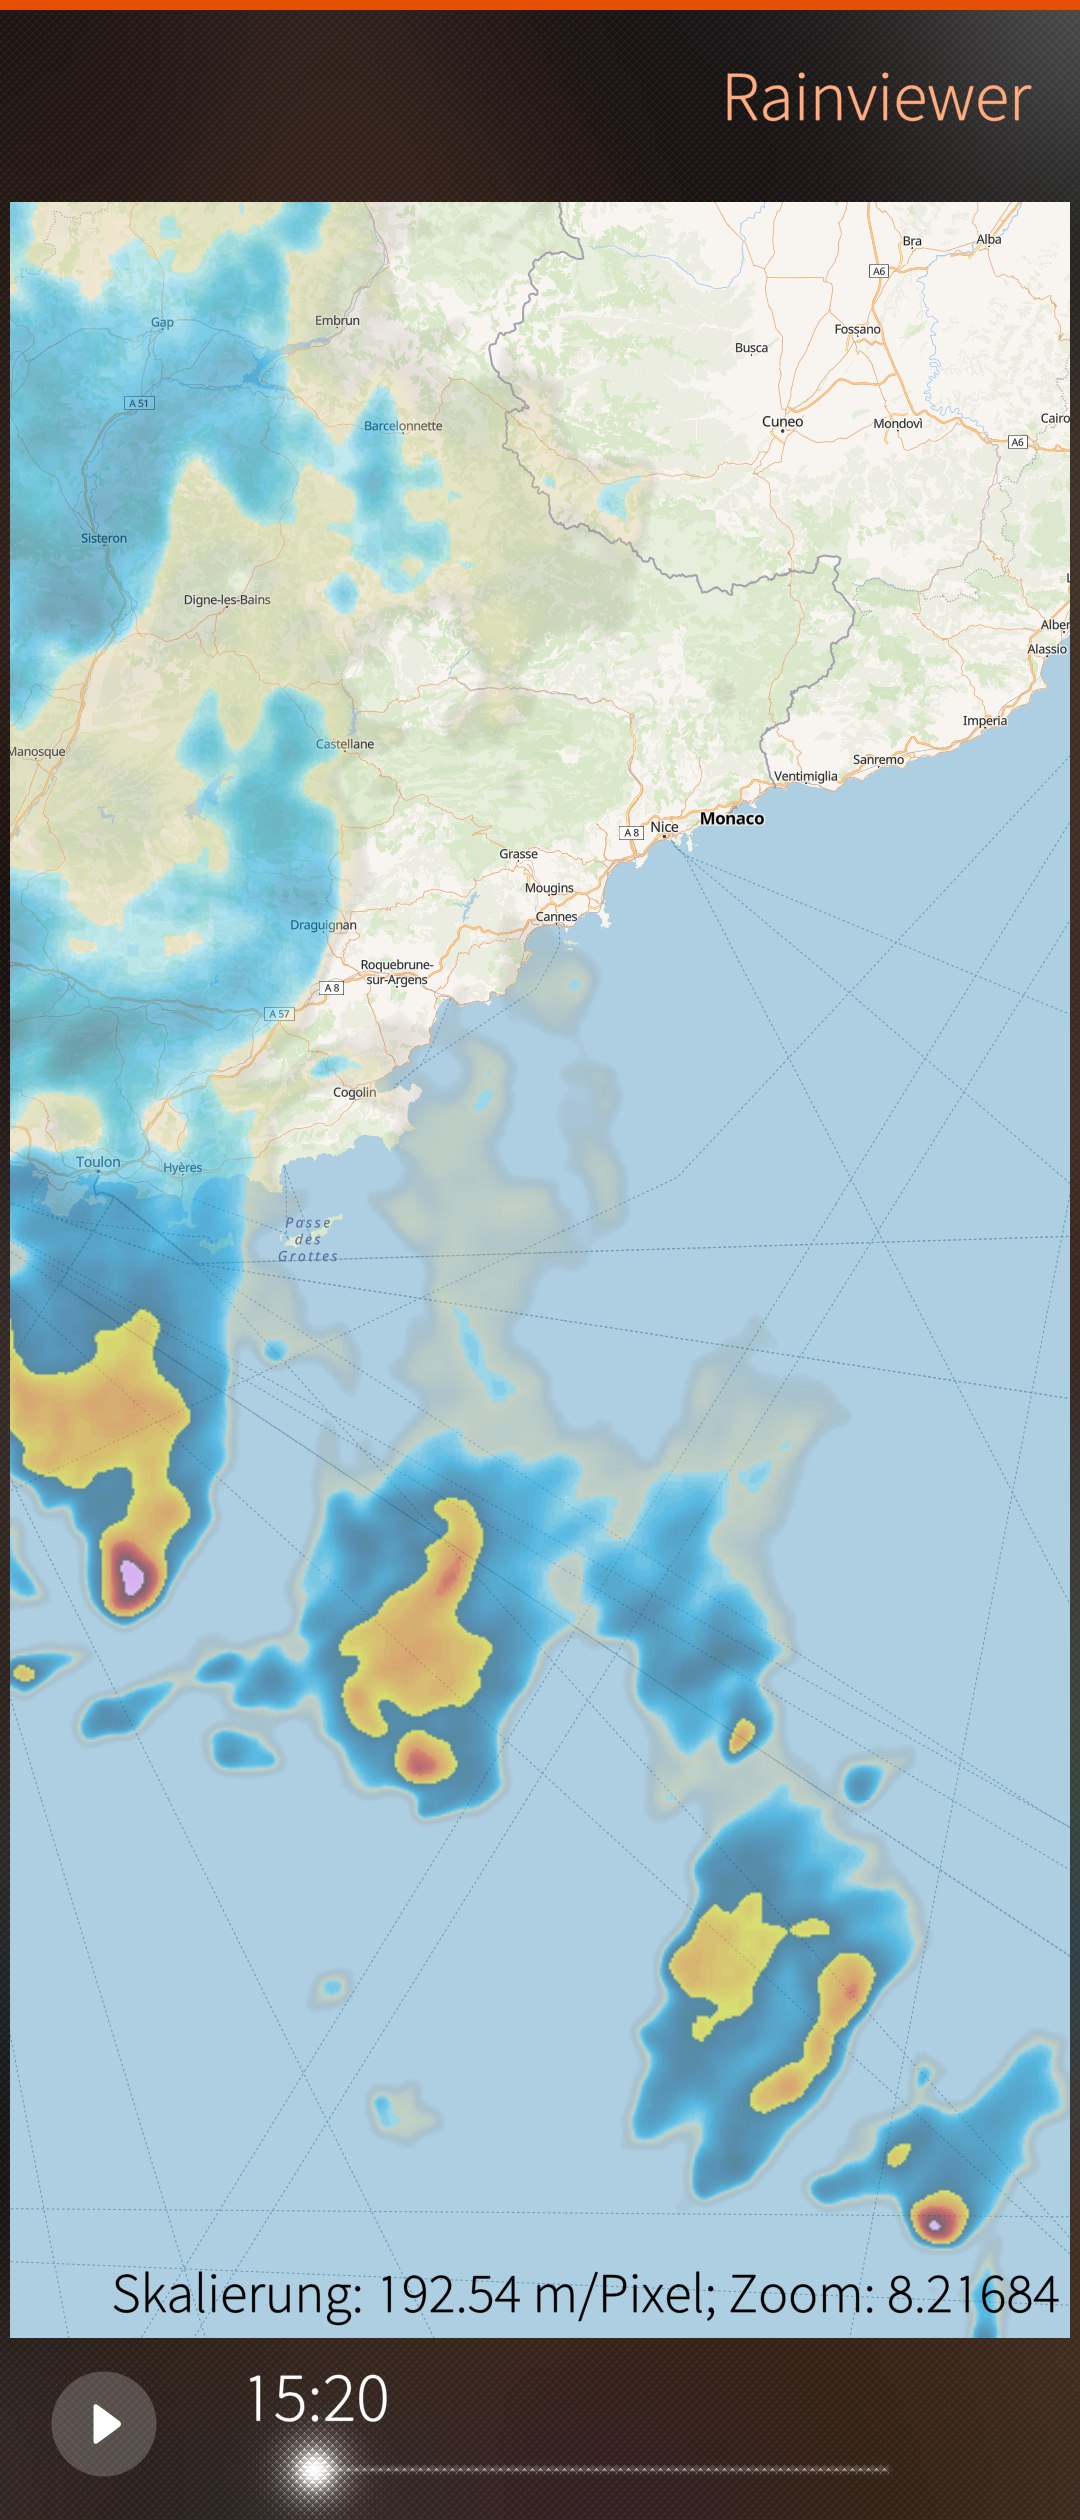 Rainviewer
Bra
Alba
A6
Gap
Embrun
Fossano
Busca
A 51
Barcelonnette
Cuneo
Mondovì
Cairo
A6
Sisteron
Digne-les-Bains
Alber
Alassio
Imperia
Manosque
Castellane
Sanremo
Ventimiglia
Monaco
A 8
Nice
Grasse
Mougins
Cannes
Draguignan
Roquebrune-
sur-Argens
A 8
A 57
Cogolin
Toulon
Hyères
Passe
des
Grottes
Skalierung: 192.54 m/Pixel; Zoom: 8.21684
15:20